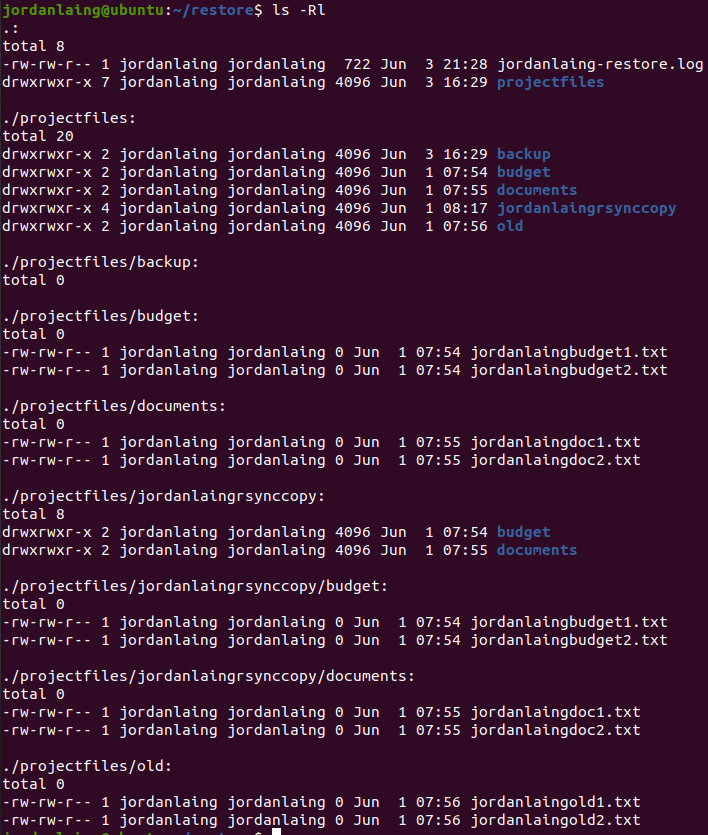 jordanlaing@ubuntu:~/restore$ ls -Rl
.:
total 8
-rw-rw-r-- 1 jordanlaing jordanlaing  722 Jun  3 21:28 jordanlaing-restore.log
drwxrwxr-x 7 jordanlaing jordanlaing 4096 Jun  3 16:29 projectfiles

./projectfiles:
total 20
drwxrwxr-x 2 jordanlaing jordanlaing 4096 Jun  3 16:29 backup
drwxrwxr-x 2 jordanlaing jordanlaing 4096 Jun  1 07:54 budget
drwxrwxr-x 2 jordanlaing jordanlaing 4096 Jun  1 07:55 documents
drwxrwxr-x 4 jordanlaing jordanlaing 4096 Jun  1 08:17 jordanlaingrsynccopy
drwxrwxr-x 2 jordanlaing jordanlaing 4096 Jun  1 07:56 old

./projectfiles/backup:
total 0

./projectfiles/budget:
total 0
-rw-rw-r-- 1 jordanlaing jordanlaing 0 Jun  1 07:54 jordanlaingbudget1.txt
-rw-rw-r-- 1 jordanlaing jordanlaing 0 Jun  1 07:54 jordanlaingbudget2.txt

./projectfiles/documents:
total 0
-rw-rw-r-- 1 jordanlaing jordanlaing 0 Jun  1 07:55 jordanlaingdoc1.txt
-rw-rw-r-- 1 jordanlaing jordanlaing 0 Jun  1 07:55 jordanlaingdoc2.txt

./projectfiles/jordanlaingrsynccopy:
total 8
drwxrwxr-x 2 jordanlaing jordanlaing 4096 Jun  1 07:54 budget
drwxrwxr-x 2 jordanlaing jordanlaing 4096 Jun  1 07:55 documents

./projectfiles/jordanlaingrsynccopy/budget:
total 0
-rw-rw-r-- 1 jordanlaing jordanlaing 0 Jun  1 07:54 jordanlaingbudget1.txt
-rw-rw-r-- 1 jordanlaing jordanlaing 0 Jun  1 07:54 jordanlaingbudget2.txt

./projectfiles/jordanlaingrsynccopy/documents:
total 0
-rw-rw-r-- 1 jordanlaing jordanlaing 0 Jun  1 07:55 jordanlaingdoc1.txt
-rw-rw-r-- 1 jordanlaing jordanlaing 0 Jun  1 07:55 jordanlaingdoc2.txt

./projectfiles/old:
total 0
-rw-rw-r-- 1 jordanlaing jordanlaing 0 Jun  1 07:56 jordanlaingold1.txt
-rw-rw-r-- 1 jordanlaing jordanlaing 0 Jun  1 07:56 jordanlaingold2.txt